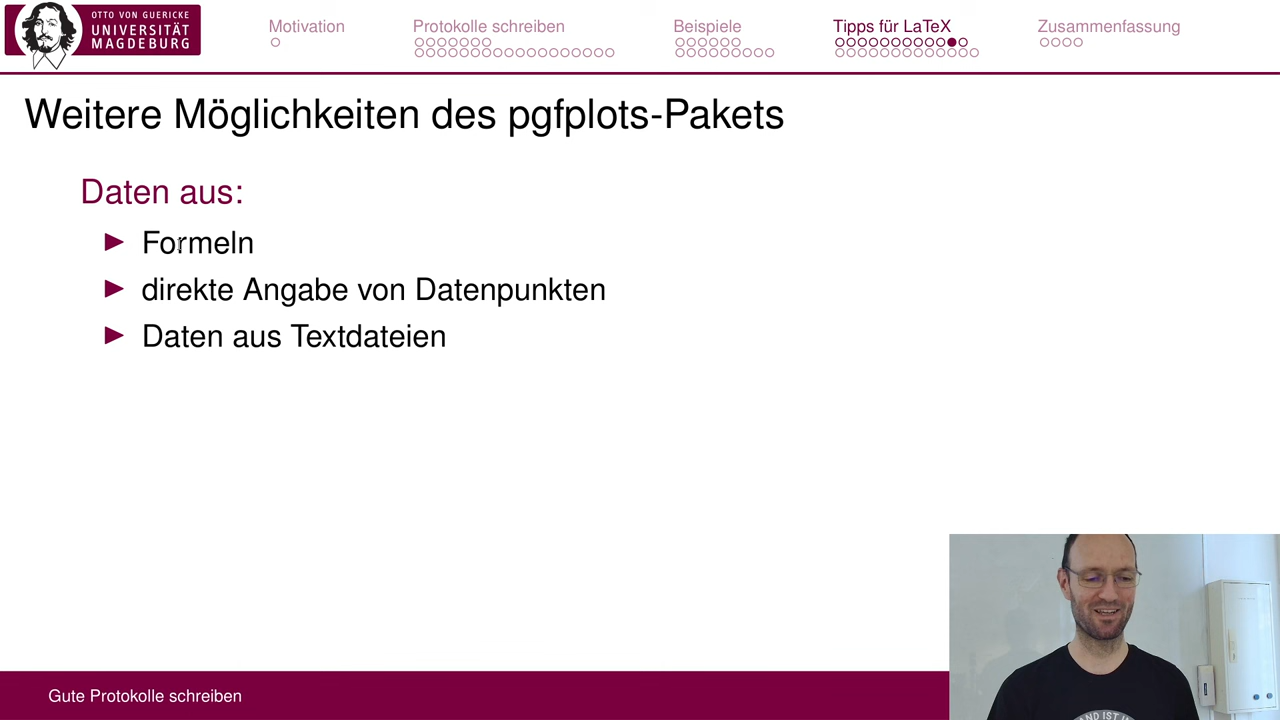 OTTO VON GUERICKE
UNIVERSITÄT
MAGDEBURG
Motivation
Protokolle schreiben
Beispiele
Tipps für LaTeX
Zusammenfassung
Weitere Möglichkeiten des pgfplots-Pakets
Daten aus:
Formeln
direkte Angabe von Datenpunkten
Daten aus Textdateien
Gute Protokolle schreiben